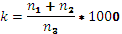 k = (n₁ + n₂) / n₃ * 1000